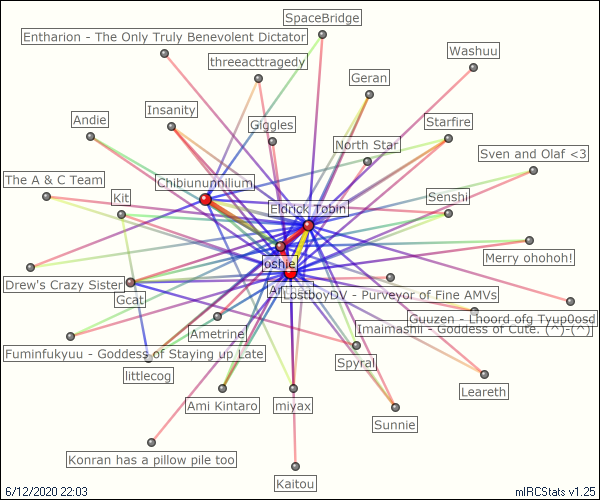 SpaceBridge
Entharion - The Only Truly Benevolent Dictator
Washuu
threeacttragedy
Geran
Insanity
Andie
Giggles
Starfire
North Star
Sven and Olaf <3
The A & C Team
Chibiununnilium
Kit
Senshi
Eldrick Tobin
Merry ohohoh!
Drew's Crazy Sister
LostboyDV - Purveyor of Fine AMVs
Gcat
Guuzen - Lhoord ofg Tyup0osd
Ametrine
Imaimashii - Goddess of Cute. (^)-(^)
Fuminfukyuu - Goddess of Staying up Late
Spyral
littlecog
Leareth
Ami Kintaro
miyax
Sunnie
Konran has a pillow pile too
Kaitou
6/12/2020 22:03
mIRCStats v1.25